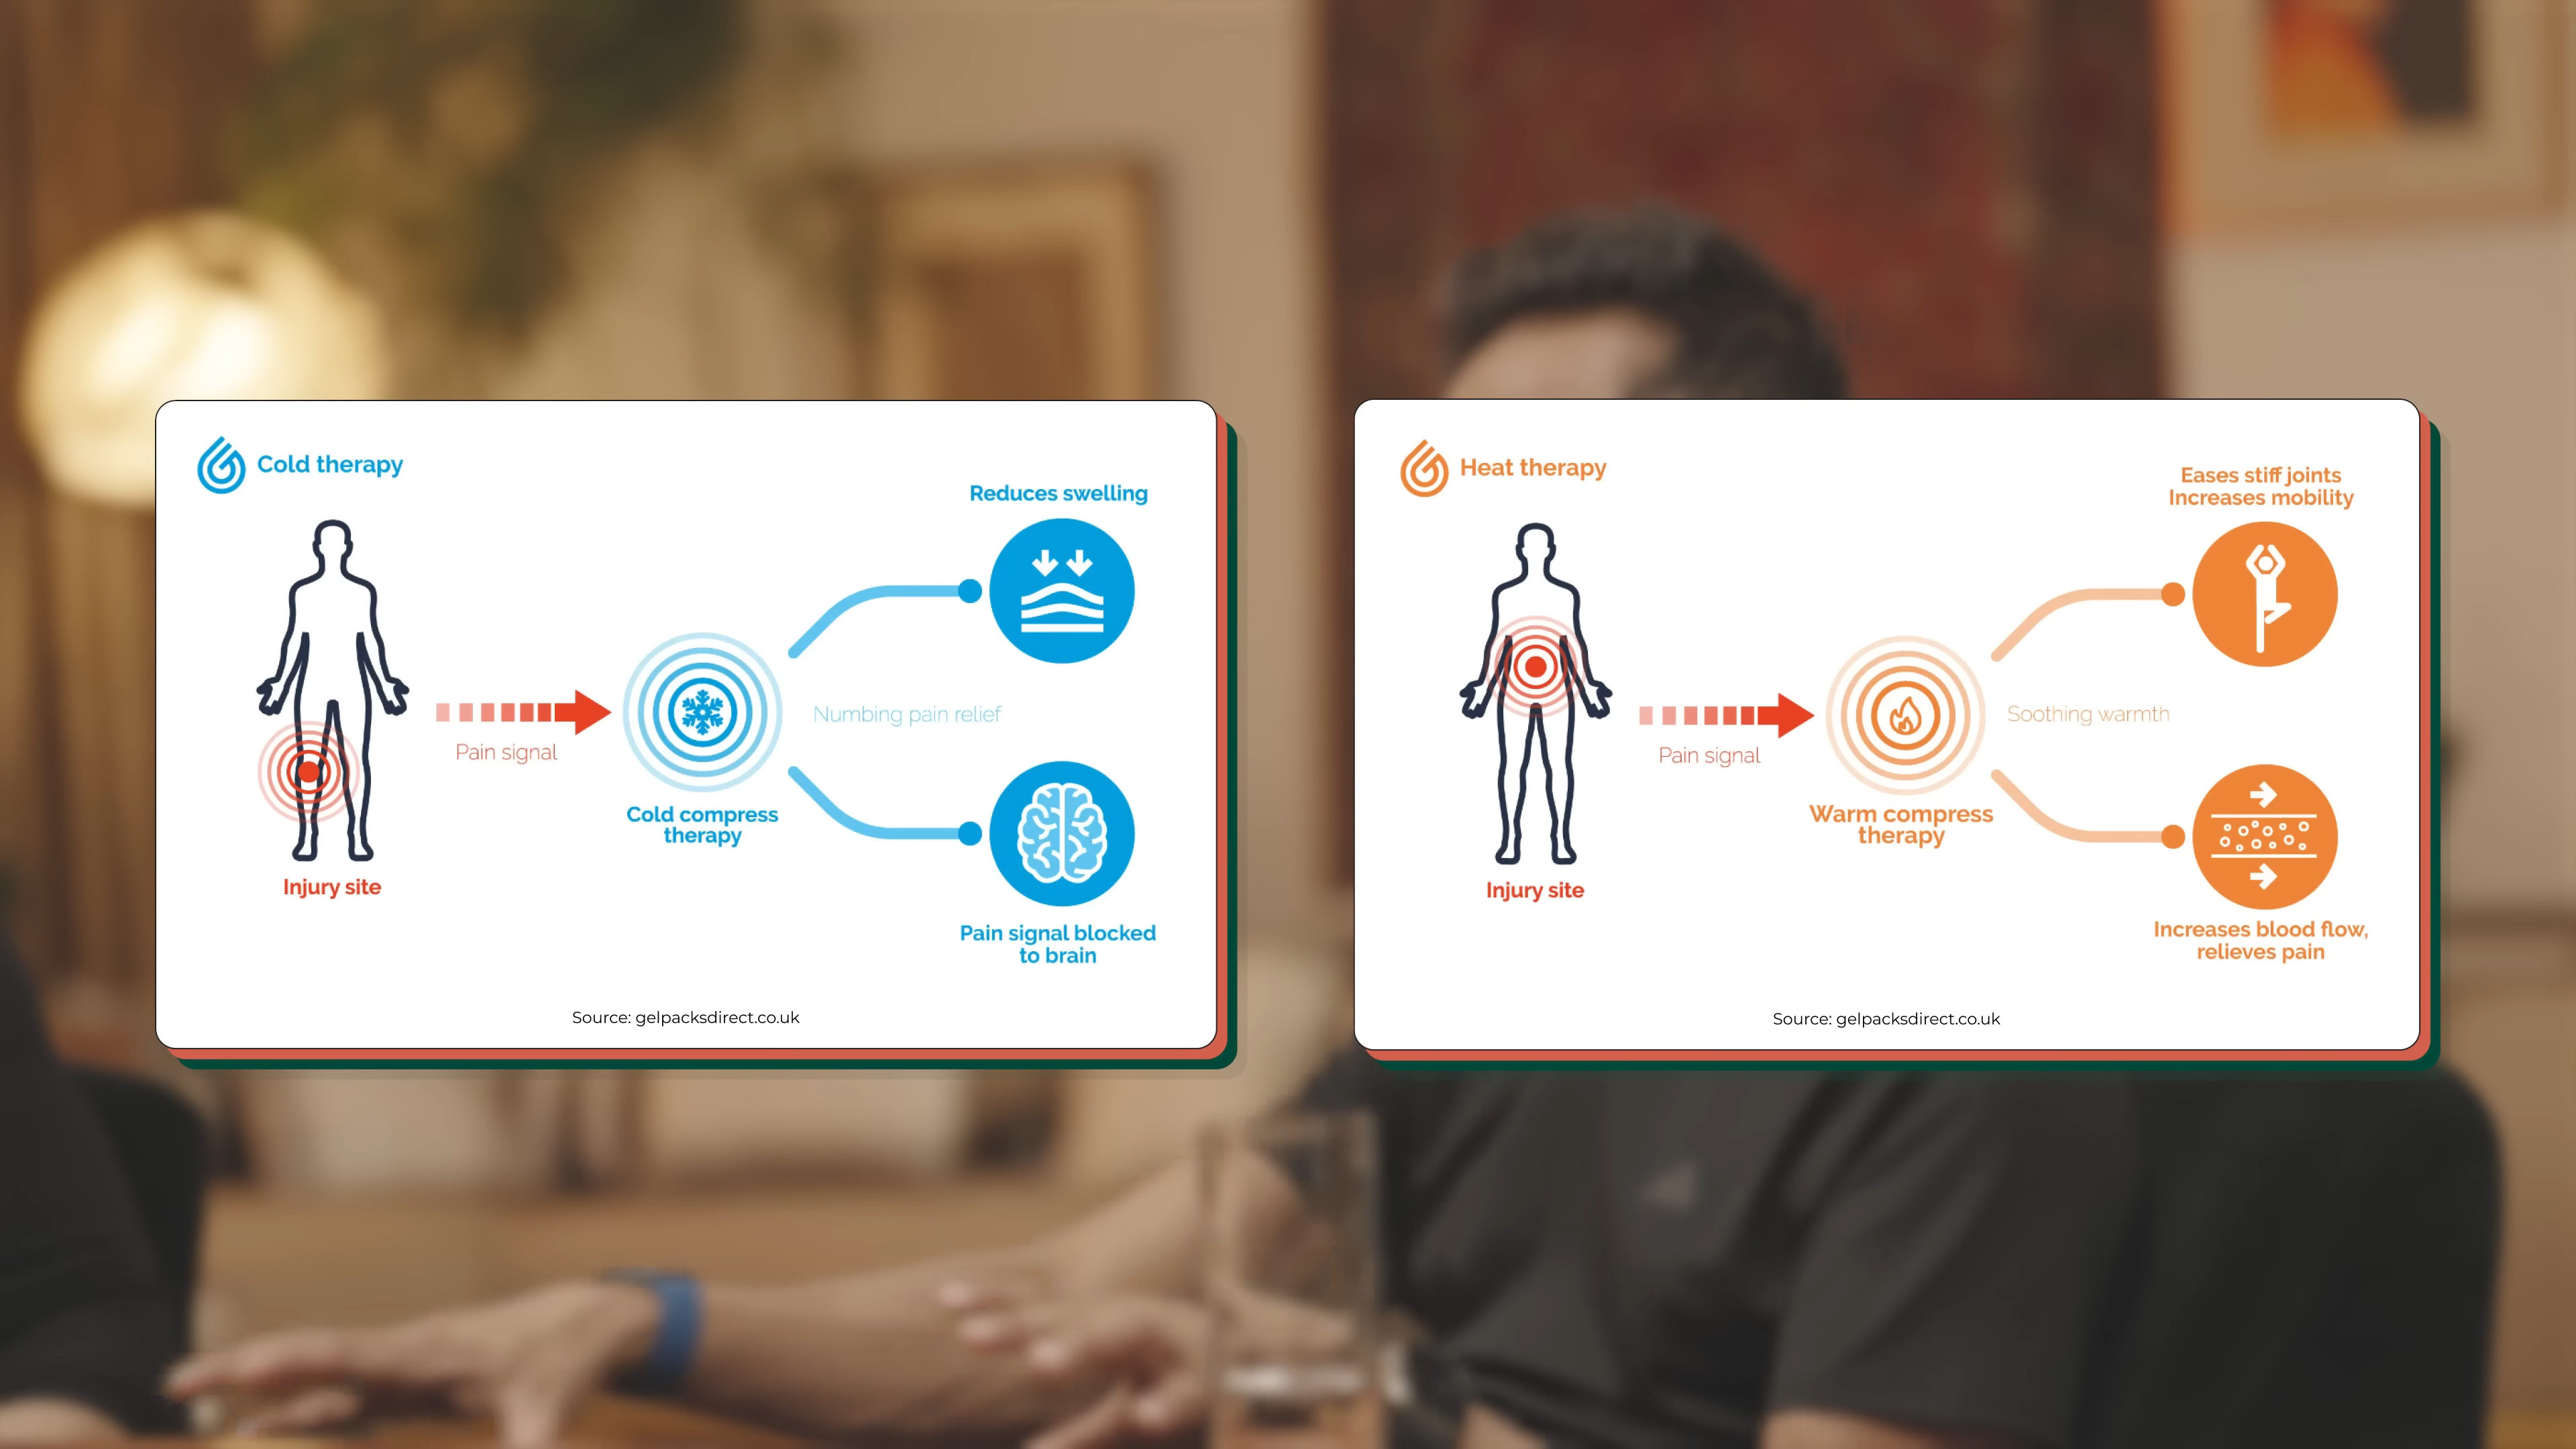 Cold therapy
Reduces swelling
Numbing pain relief
Pain signal
Cold compress
therapy
Injury site
Pain signal blocked
to brain
Source: gelpacksdirect.co.uk
Heat therapy
Eases stiff joints
Increases mobility
Soothing warmth
Pain signal
Warm compress
therapy
Injury site
Increases blood flow,
relieves pain
Source: gelpacksdirect.co.uk